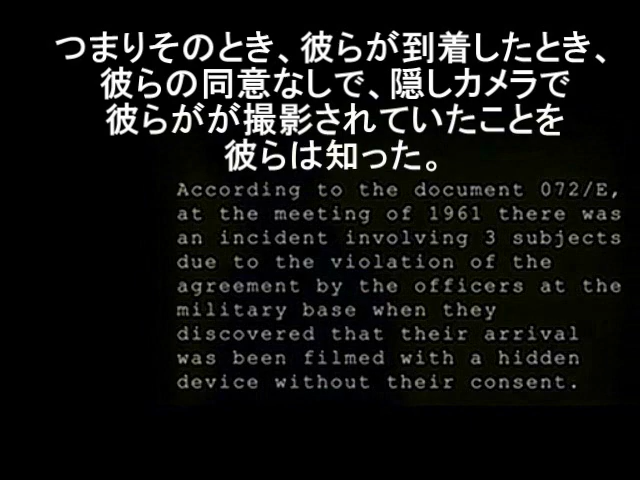 つまりそのとき、彼らが到着したとき、
彼らの同意なしで、隠しカメラで
彼らがが撮影されていたことを
彼らは知った。
According to the document 072/E,
at the meeting of 1961 there was
an incident involving 3 subjects
due to the violation of the
agreement by the officers at the
military base when they
discovered that their arrival
was been filmed with a hidden
device without their consent.